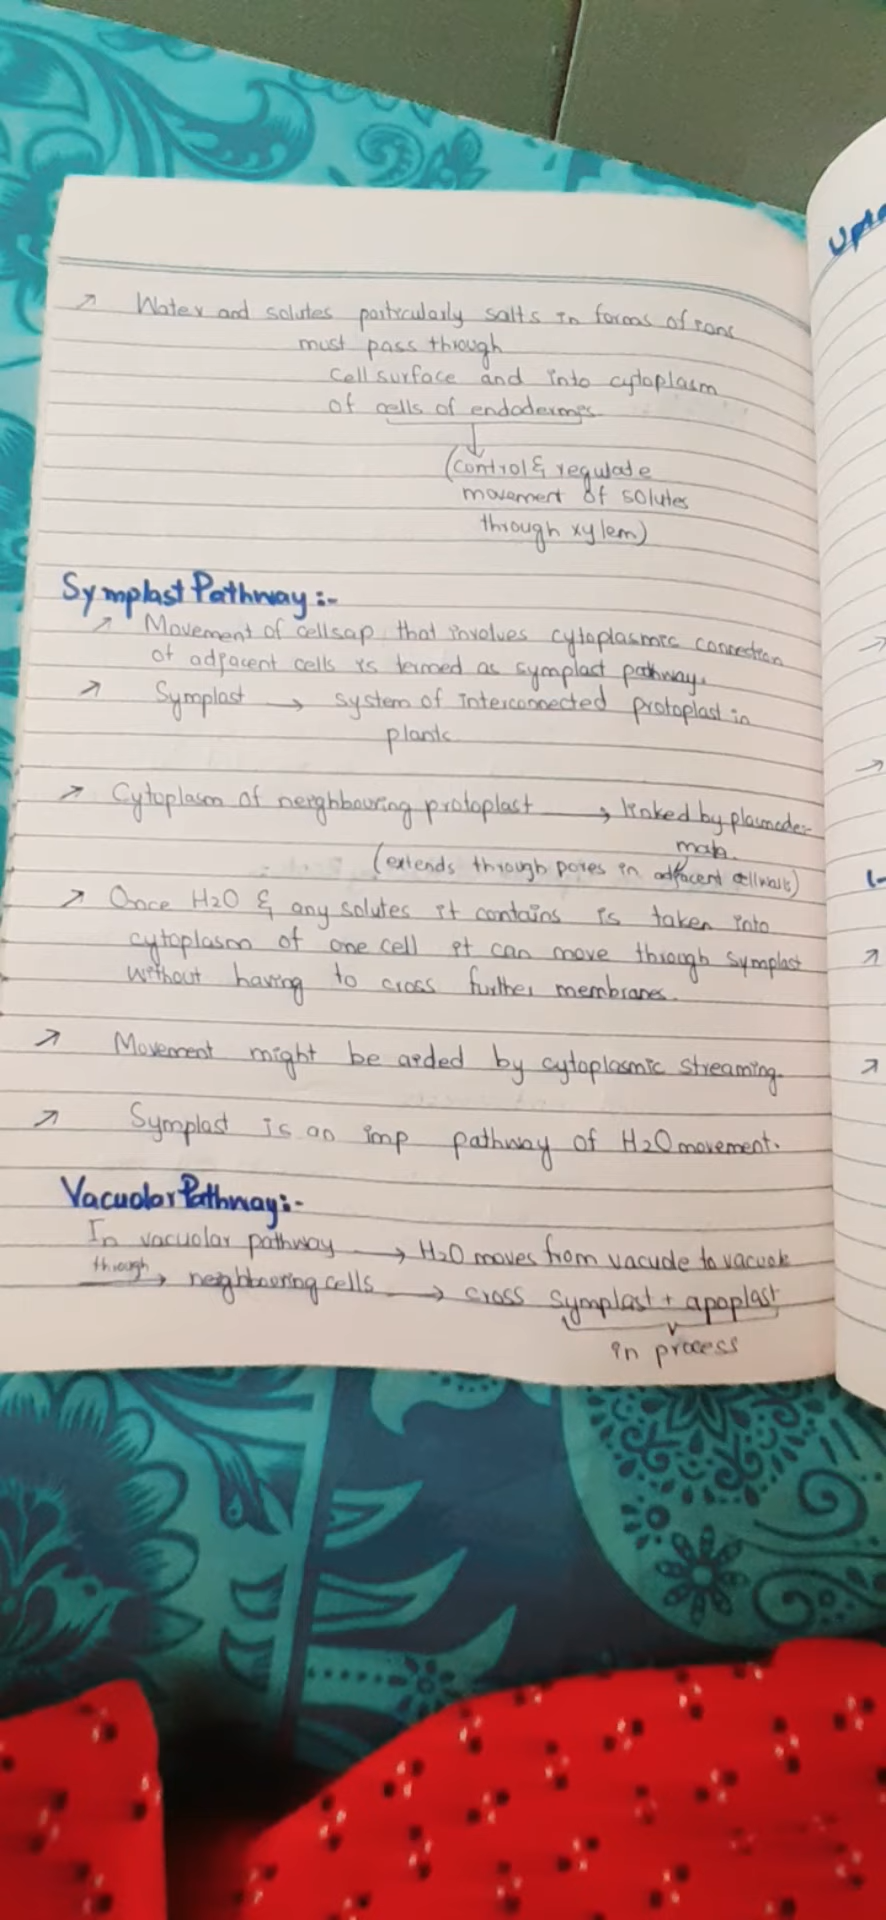 Upta
↗ Water and solutes particularly salts in forms of ions
must pass through
cell surface and into cytoplasm
of cells of endodermis
↓
(control & regulate
movement of solutes
through xylem)
Symplast Pathway :-
↗ Movement of cellsap that involves cytoplasmic connection
of adjacent cells is termed as symplast pathway.
↗ Symplast → system of interconnected protoplast in
plants
↗ Cytoplasm of neighbouring protoplast → linked by plasmodes-
mata.
(extends through pores in adjacent cellwalls)
↗ Once H2O & any solutes it contains is taken into
cytoplasm of one cell it can move through symplast
without having to cross further membranes.
↗ Movement might be aided by cytoplasmic streaming.
↗ Symplast is an imp pathway of H2O movement.
Vacuolar Pathway :-
In vacuolar pathway → H2O moves from vacuole to vacuole
through → neighbouring cells → cross symplast + apoplast
in process